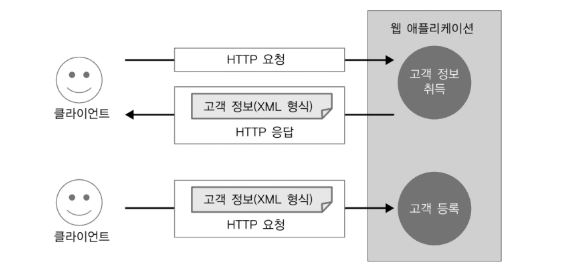 웹 애플리케이션
HTTP 요청
고객 정보
취득
고객 정보(XML 형식)
HTTP 응답
클라이언트
고객 정보(XML 형식)
HTTP 요청
고객 등록
클라이언트